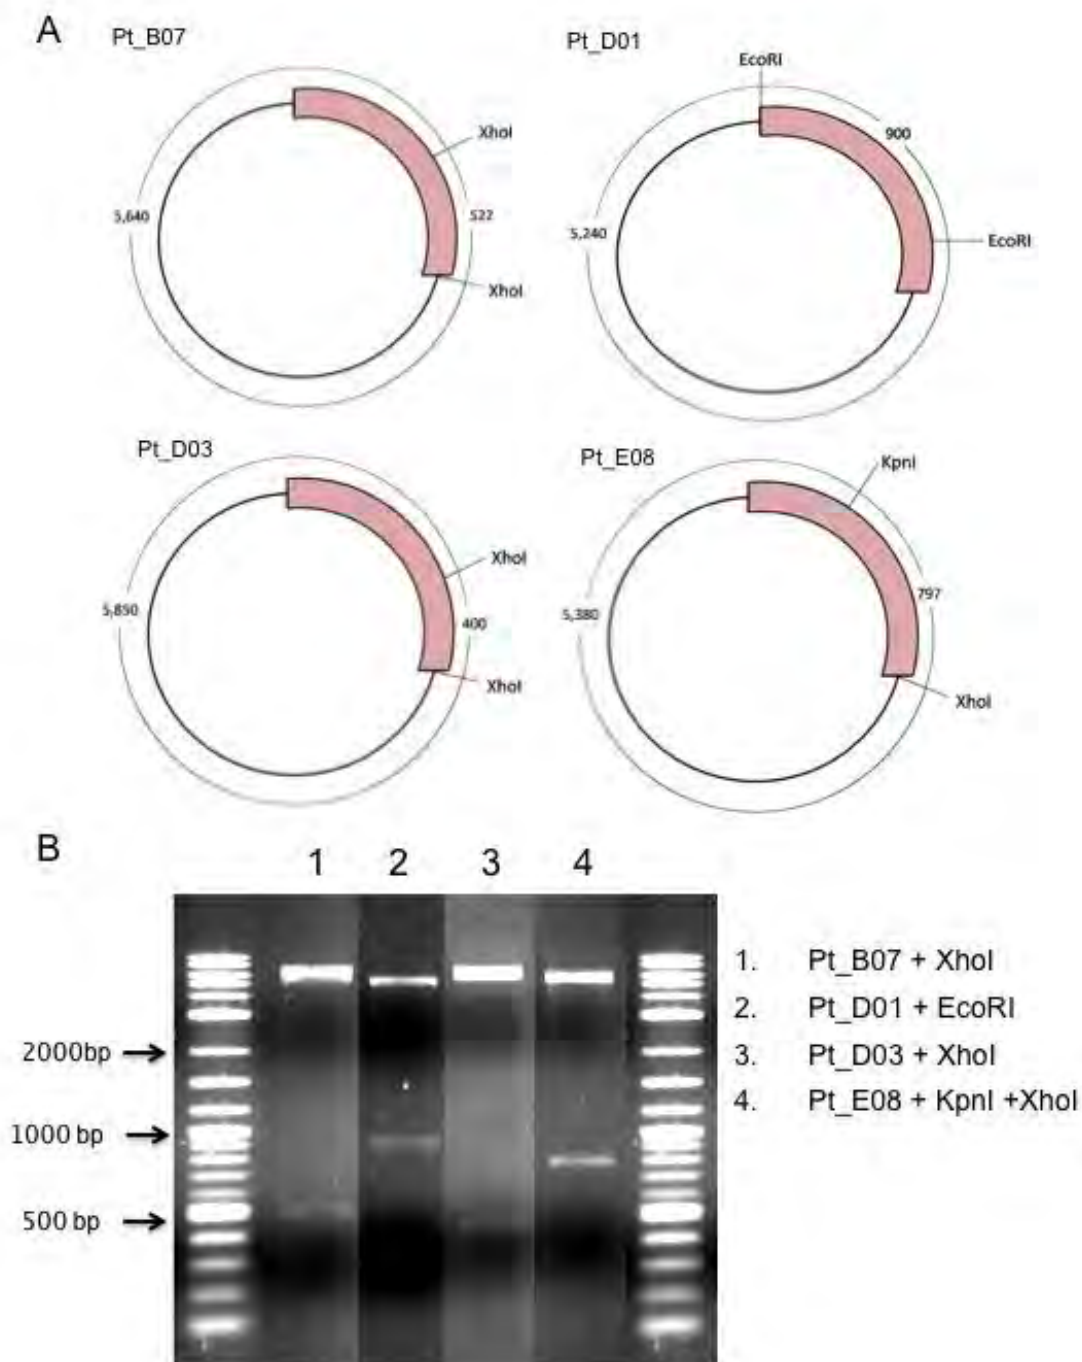 A
Pt_B07
Pt_D01
EcoRI
XhoI
900
5,640
522
5,240
EcoRI
XhoI
Pt_D03
Pt_E08
KpnI
XhoI
5,850
400
5,380
797
XhoI
XhoI
B
1 2 3 4
1. Pt_B07 + XhoI
2. Pt_D01 + EcoRI
3. Pt_D03 + XhoI
4. Pt_E08 + KpnI +XhoI
2000bp
1000 bp
500 bp